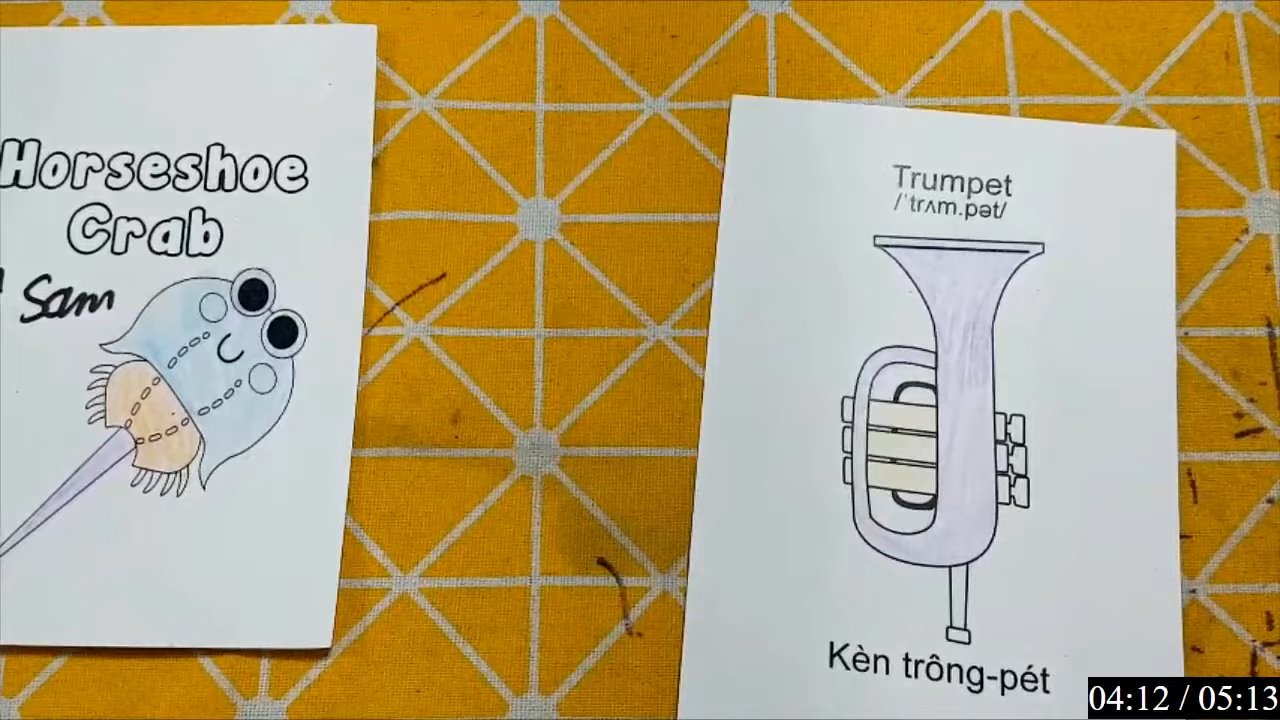 Horseshoe
Crab
Sam
Trumpet
/ˈtrʌm.pət/
Kèn trông-pét
04:12 / 05:13